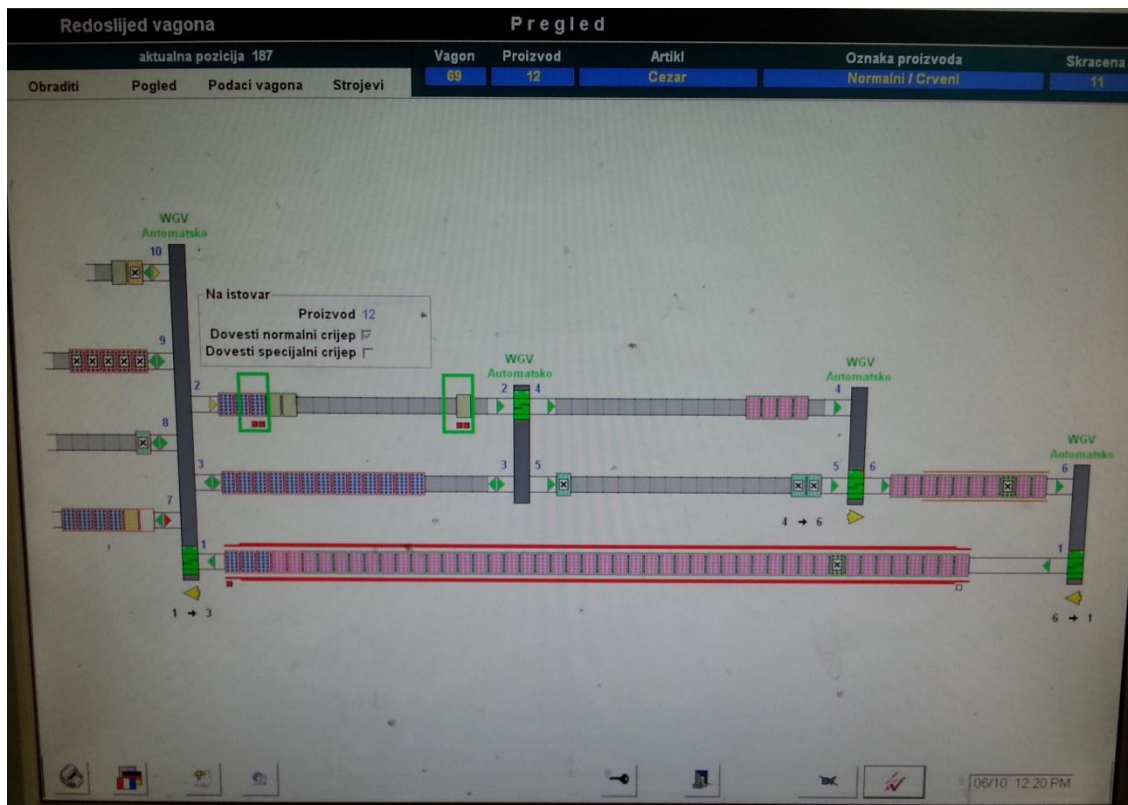 Redoslijed vagona
Pregled
aktualna pozicija 187
Vagon
Proizvod
Artikl
Oznaka proizvoda
Skracena
69
12
Cezar
Normalni / Crveni
11
Obraditi
Pogled
Podaci vagona
Strojevi
WGV
Automatsko
10
Na istovar
Proizvod 12
Dovesti normalni crijep
Dovesti specijalni crijep
9
WGV
Automatsko
WGV
Automatsko
2
2
4
4
8
WGV
Automatsko
3
3
5
5
6
6
7
4 → 6
1
1
1 → 3
6 → 1
06/10 12:20 PM